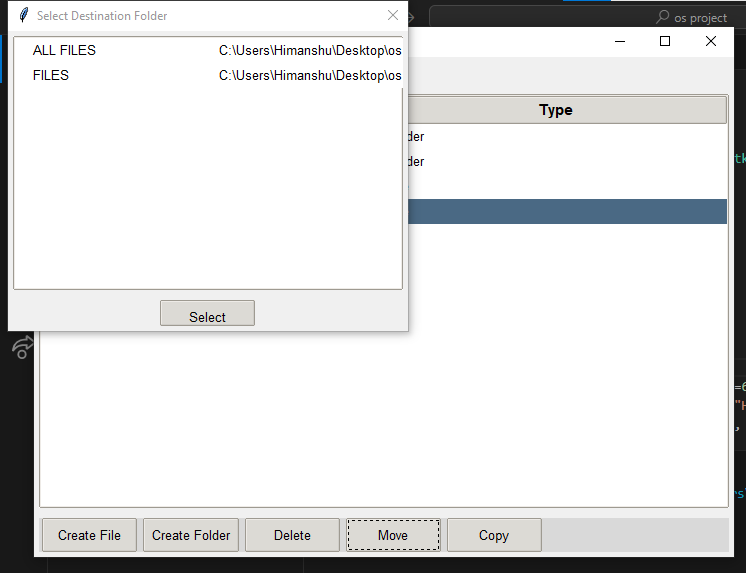 Select Destination Folder
os project
ALL FILES C:\Users\Himanshu\Desktop\os
FILES C:\Users\Himanshu\Desktop\os
Type
der
der
Select
Create File
Create Folder
Delete
Move
Copy